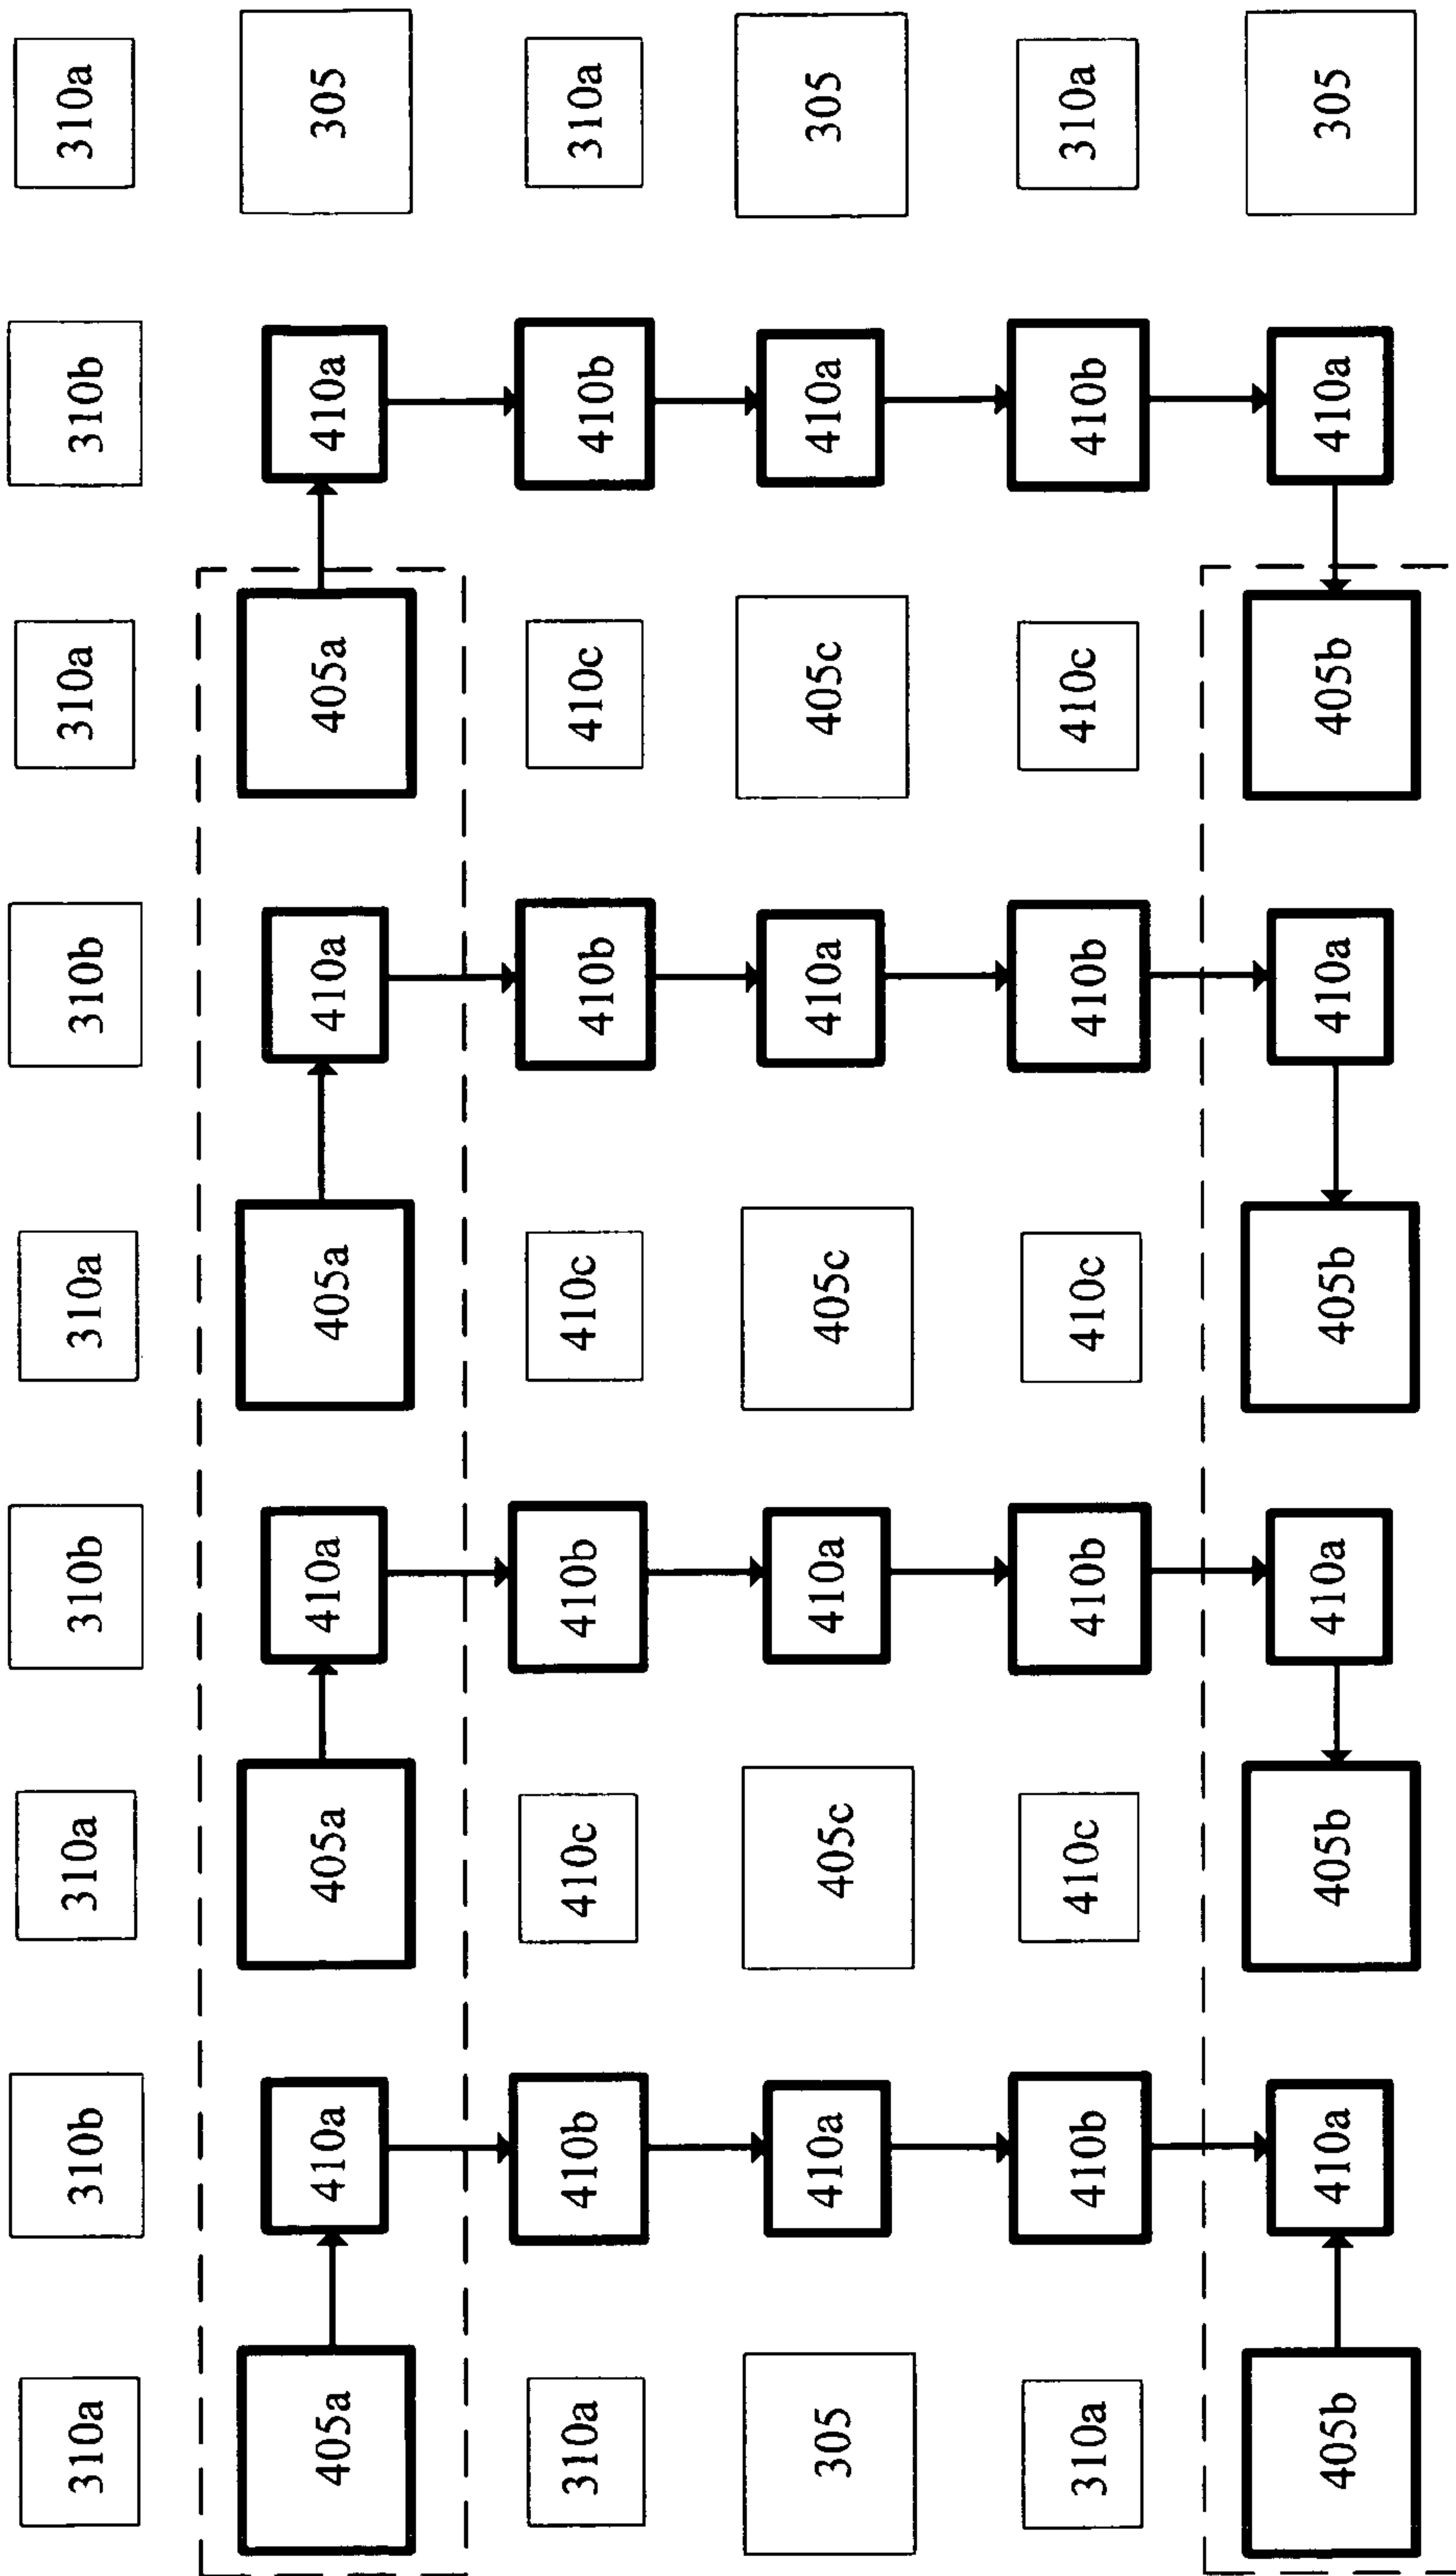 310a 310b 310a 310b 310a 310b 310a 310b 310a
405a 410a 405a 410a 405a 410a 405a 410a 305
310a 410b 410c 410b 410c 410b 410c 410b 310a
305 410a 405c 410a 405c 410a 405c 410a 305
310a 410b 410c 410b 410c 410b 410c 410b 310a
405b 410a 405b 410a 405b 410a 405b 410a 305